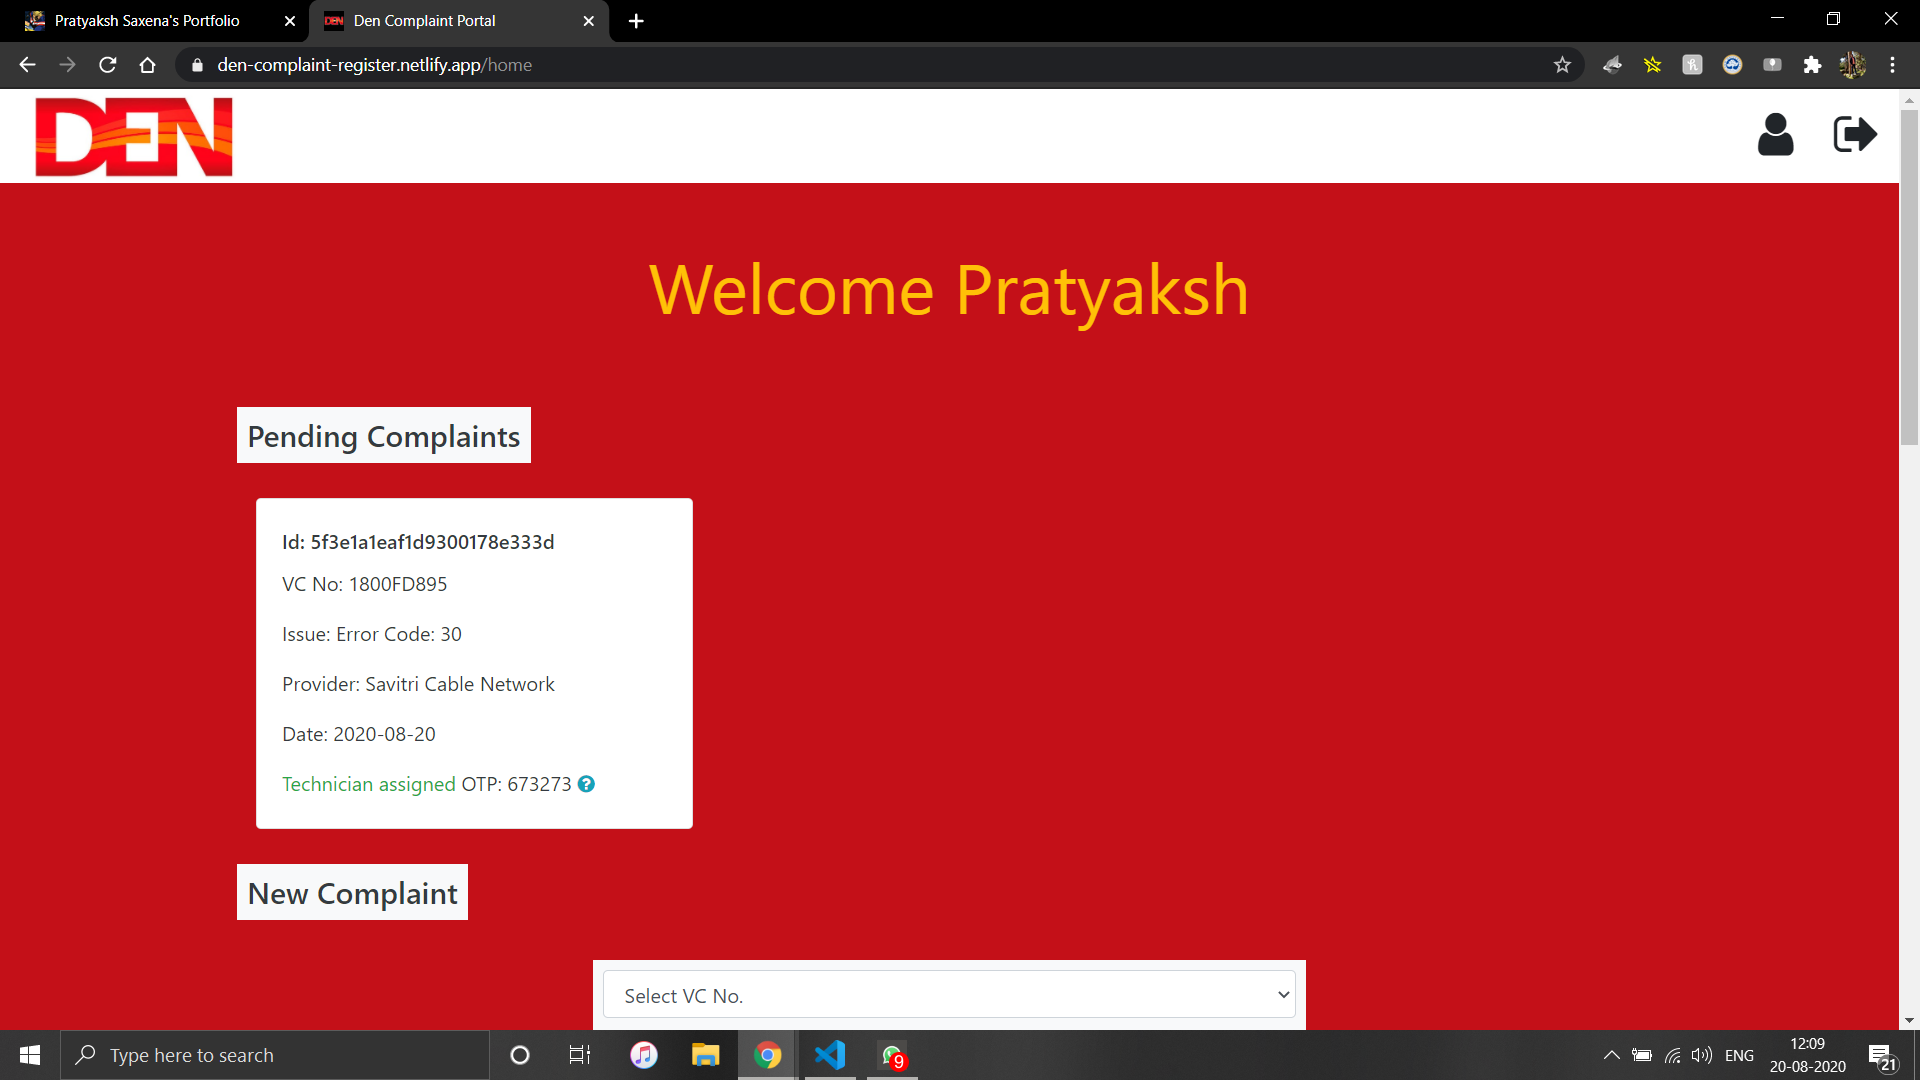 Pratyaksh Saxena's Portfolio
Den Complaint Portal
den-complaint-register.netlify.app/home
DEN
Welcome Pratyaksh
Pending Complaints
Id: 5f3e1a1eaf1d9300178e333d
VC No: 1800FD895
Issue: Error Code: 30
Provider: Savitri Cable Network
Date: 2020-08-20
Technician assigned OTP: 673273 ?
New Complaint
Select VC No.
Type here to search
9
ENG
12:09
20-08-2020
21